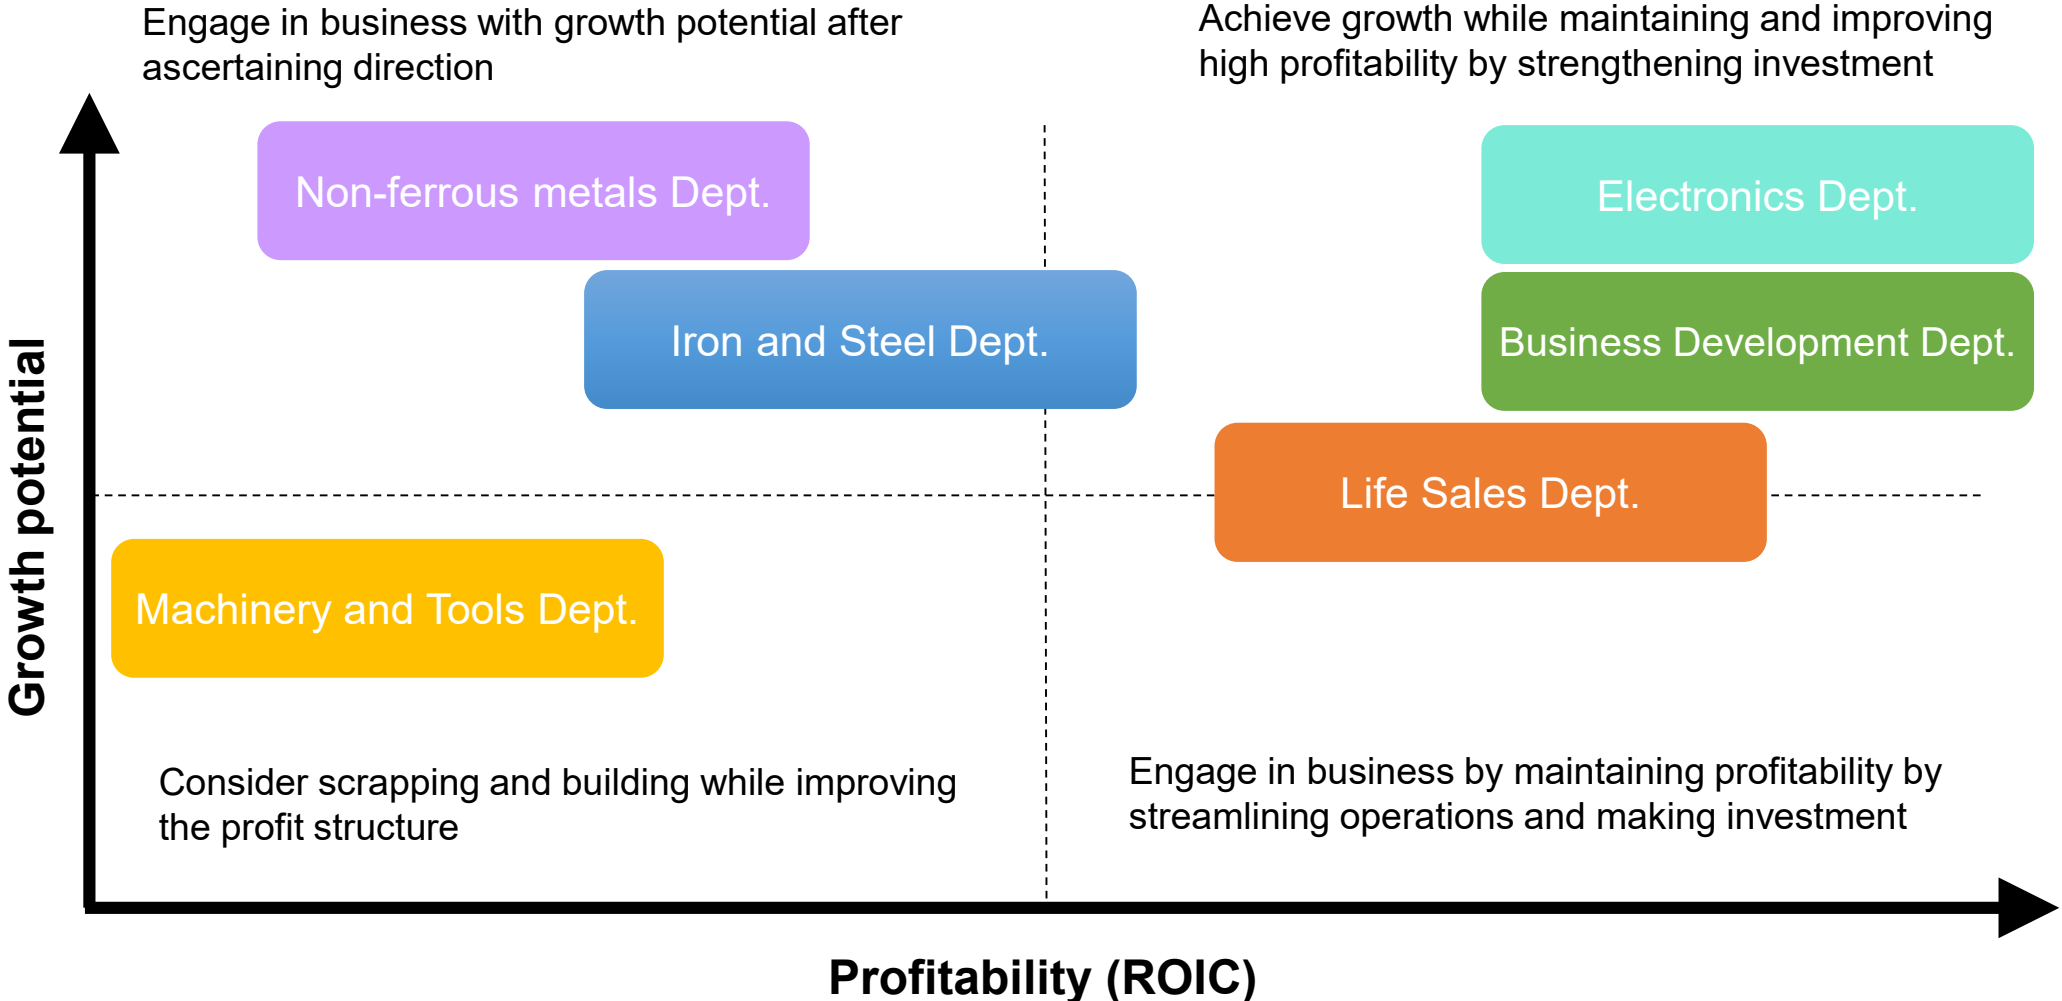 Engage in business with growth potential after
ascertaining direction
Achieve growth while maintaining and improving
high profitability by strengthening investment
Non-ferrous metals Dept.
Electronics Dept.
Iron and Steel Dept.
Business Development Dept.
Life Sales Dept.
Machinery and Tools Dept.
Growth potential
Consider scrapping and building while improving
the profit structure
Engage in business by maintaining profitability by
streamlining operations and making investment
Profitability (ROIC)